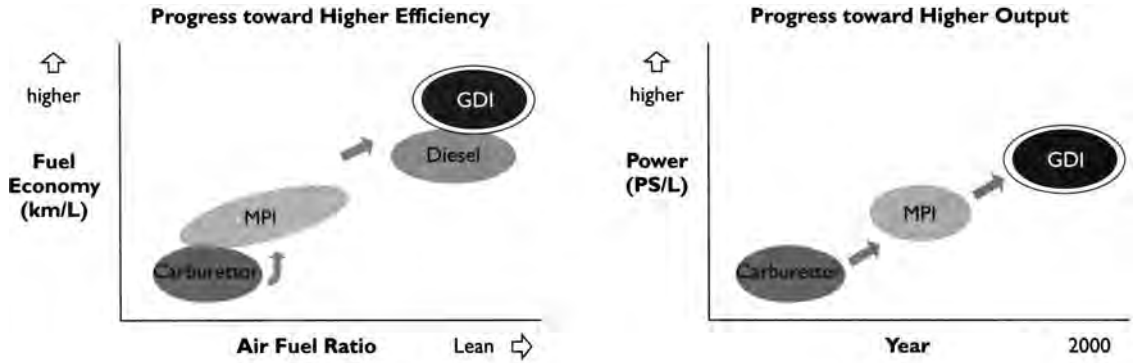 Progress toward Higher Efficiency
higher
Fuel
Economy
(km/L)
GDI
Diesel
MPI
Carburettor
Air Fuel Ratio
Lean
Progress toward Higher Output
higher
Power
(PS/L)
GDI
MPI
Carburettor
Year
2000